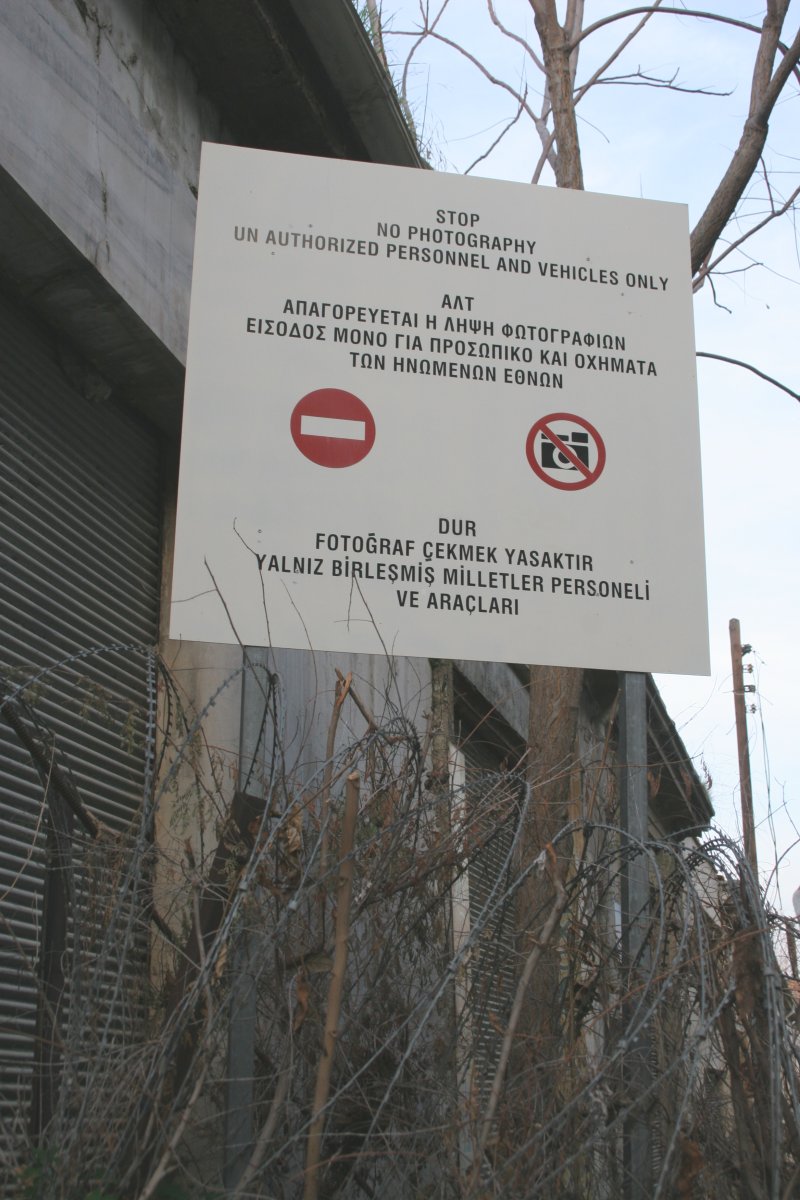 STOP
NO PHOTOGRAPHY
UN AUTHORIZED PERSONNEL AND VEHICLES ONLY
ΑΛΤ
ΑΠΑΓΟΡΕΥΕΤΑΙ Η ΛΗΨΗ ΦΩΤΟΓΡΑΦΙΩΝ
ΕΙΣΟΔΟΣ ΜΟΝΟ ΓΙΑ ΠΡΟΣΩΠΙΚΟ ΚΑΙ ΟΧΗΜΑΤΑ
ΤΩΝ ΗΝΩΜΕΝΩΝ ΕΘΝΩΝ
DUR
FOTOĞRAF ÇEKMEK YASAKTIR
YALNIZ BİRLEŞMİŞ MİLLETLER PERSONELİ
VE ARAÇLARI